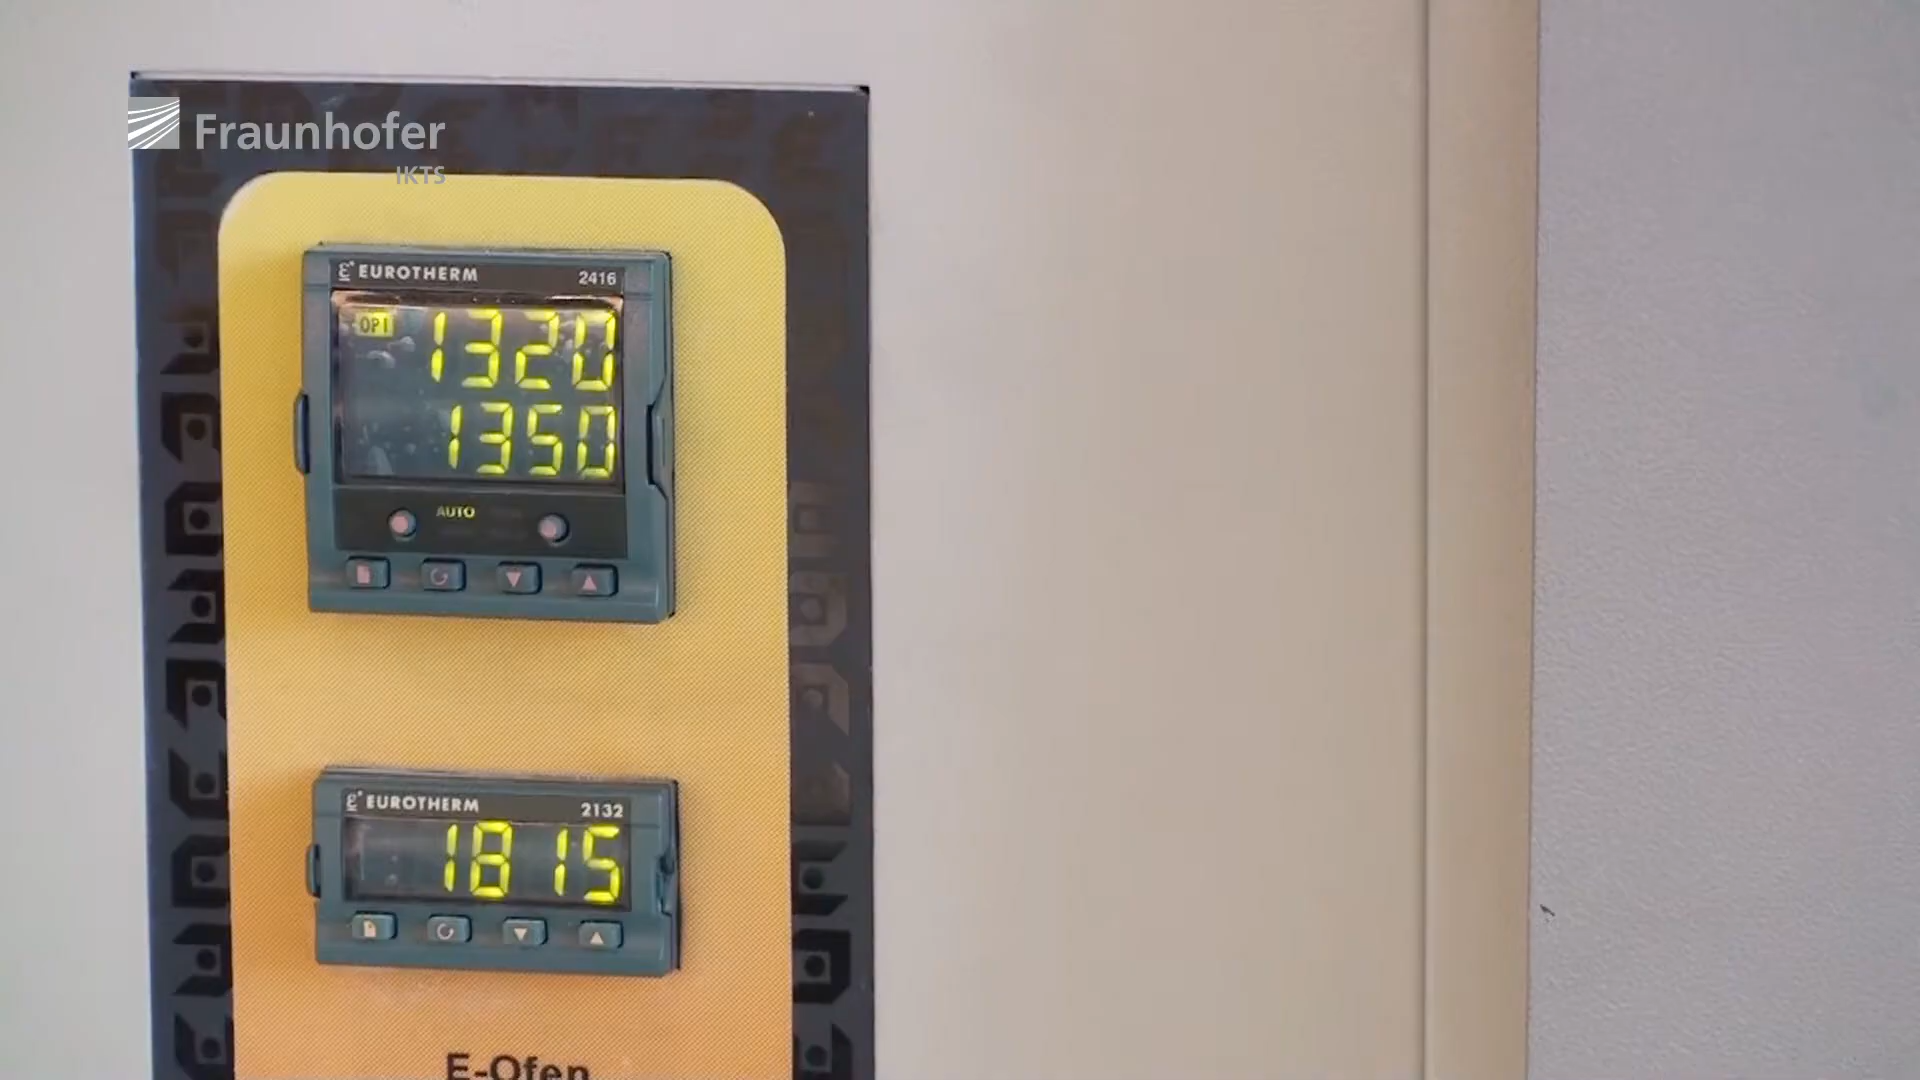 Fraunhofer
IKTS
EUROTHERM 2416
OP1 1320
1350
AUTO
EUROTHERM 2132
1815
E-Ofen